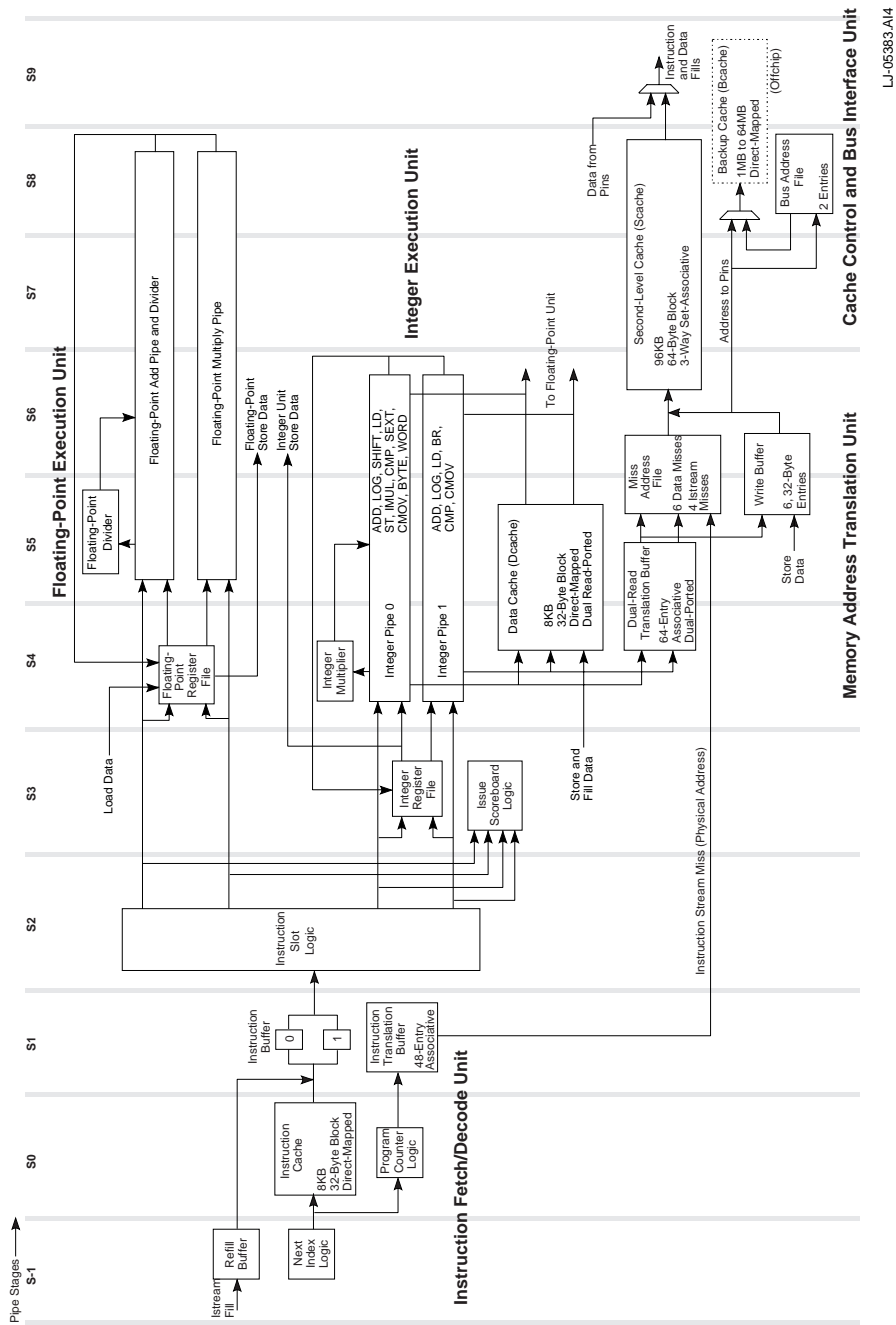 Pipe Stages
S-1
S0
S1
S2
S3
S4
S5
S6
S7
S8
S9
Floating-Point Execution Unit
Floating-Point
Divider
Floating-Point Add Pipe and Divider
Load Data
Floating-
Point
Register
File
Floating-Point Multiply Pipe
Floating-Point
Store Data
Integer Unit
Store Data
Istream
Fill
Refill
Buffer
Instruction
Buffer
0
1
Next
Index
Logic
Instruction
Cache
8KB
32-Byte Block
Direct-Mapped
Program
Counter
Logic
Instruction
Translation
Buffer
48-Entry
Associative
Instruction
Slot
Logic
Instruction Fetch/Decode Unit
Integer Execution Unit
Integer
Multiplier
Integer Pipe 0
ADD, LOG, SHIFT, LD,
ST, IMUL, CMP, SEXT,
CMOV, BYTE, WORD
Integer
Register
File
Integer Pipe 1
ADD, LOG, LD, BR,
CMP, CMOV
Issue
Scoreboard
Logic
Data Cache (Dcache)
8KB
32-Byte Block
Direct-Mapped
Dual Read-Ported
To Floating-Point Unit
Store and
Fill Data
Instruction Stream Miss (Physical Address)
Dual-Read
Translation Buffer
64-Entry
Associative
Dual-Ported
Miss
Address
File
6 Data Misses
4 Istream
Misses
Store
Data
Write Buffer
6, 32-Byte
Entries
Second-Level Cache (Scache)
96KB
64-Byte Block
3-Way Set-Associative
Data from
Pins
Instruction
and Data
Fills
Address to Pins
Backup Cache (Bcache)
1MB to 64MB
Direct-Mapped
(Offchip)
Bus Address
File
2 Entries
Memory Address Translation Unit
Cache Control and Bus Interface Unit
LJ-05383.AI4